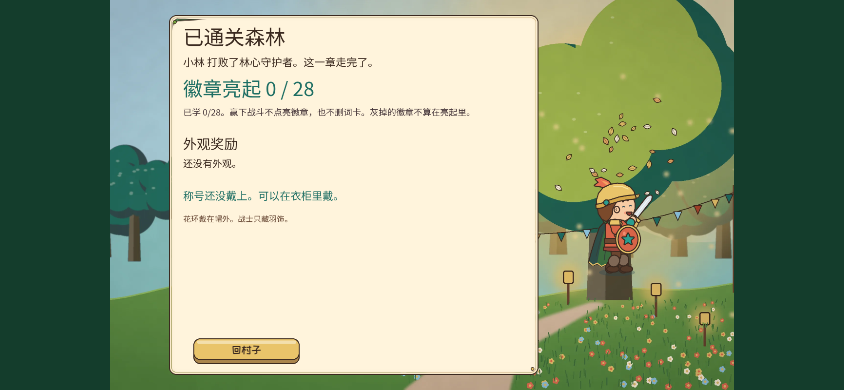 已通关森林
小林 打败了林心守护者。这一章走完了。
徽章亮起 0 / 28
已学 0/28。赢下战斗不点亮徽章，也不删词卡。灰掉的徽章不算在亮起里。
外观奖励
还没有外观。
称号还没戴上。可以在衣柜里戴。
花环戴在帽外。战士只戴羽饰。
回村子